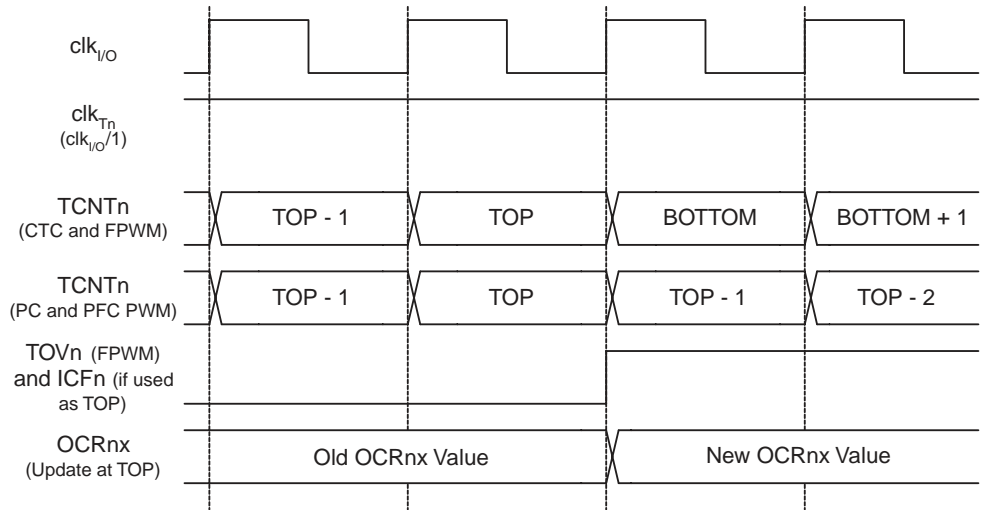 clkI/O
clkTn
(clkI/O/1)
TCNTn
(CTC and FPWM)
TOP - 1
TOP
BOTTOM
BOTTOM + 1
TCNTn
(PC and PFC PWM)
TOP - 1
TOP
TOP - 1
TOP - 2
TOVn (FPWM)
and ICFn (if used
as TOP)
OCRnx
(Update at TOP)
Old OCRnx Value
New OCRnx Value